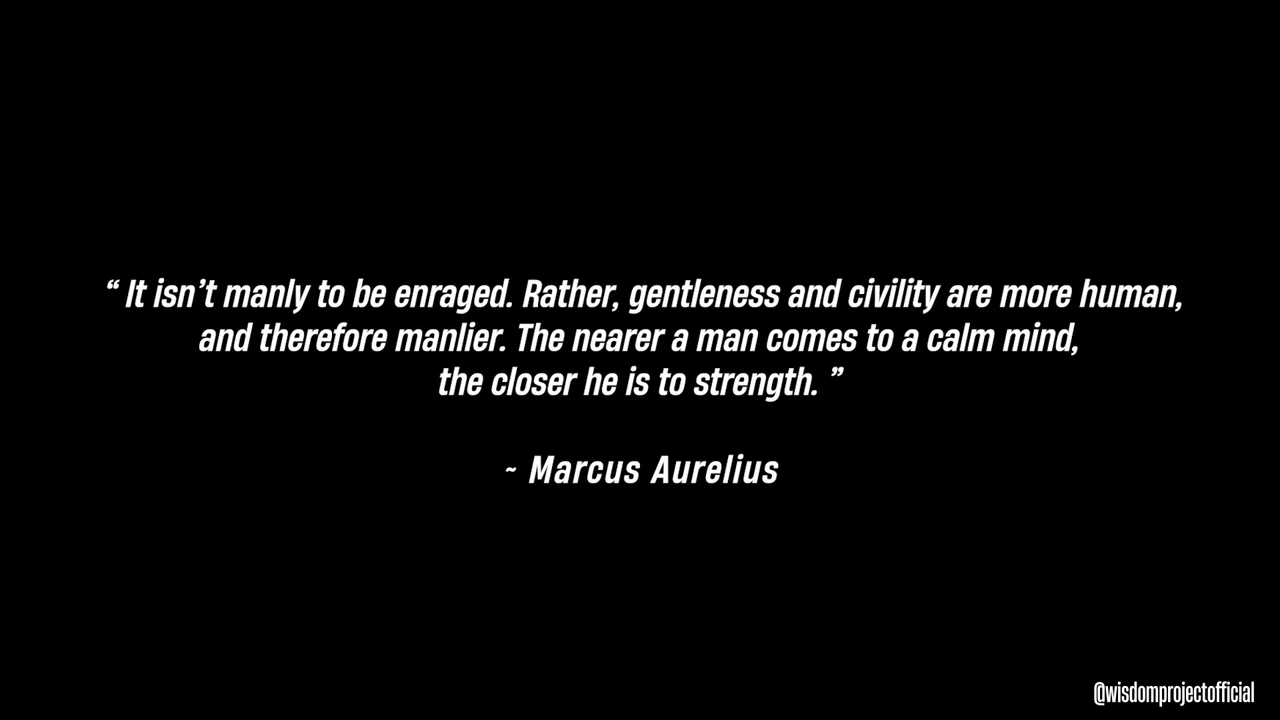 “ It isn’t manly to be enraged. Rather, gentleness and civility are more human,
and therefore manlier. The nearer a man comes to a calm mind,
the closer he is to strength. ”
~ Marcus Aurelius
@wisdomprojectofficial